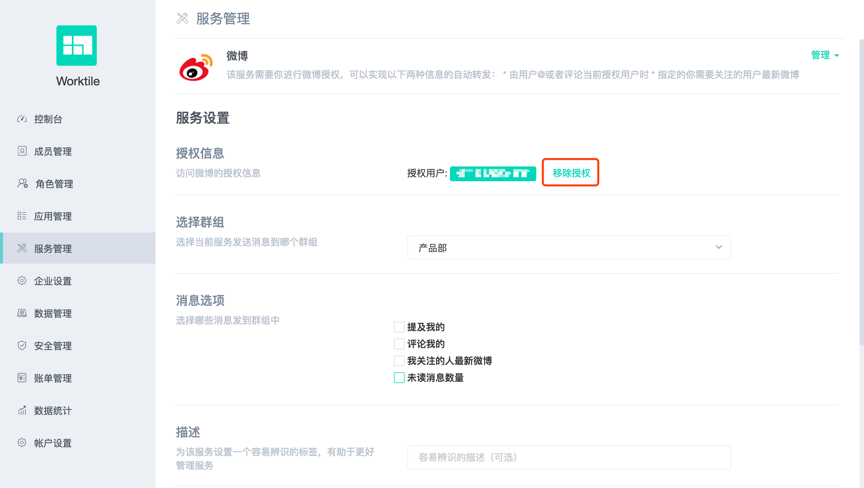 服务管理
Worktile
控制台
成员管理
角色管理
应用管理
服务管理
企业设置
数据管理
安全管理
账单管理
数据统计
帐户设置
微博
管理
该服务需要你进行微博授权，可以实现以下两种信息的自动转发： * 由用户@或者评论当前授权用户时 * 指定的你需要关注的用户最新微博
服务设置
授权信息
访问微博的授权信息
授权用户:
移除授权
选择群组
选择当前服务发送消息到哪个群组
产品部
消息选项
选择哪些消息发到群组中
提及我的
评论我的
我关注的人最新微博
未读消息数量
描述
为该服务设置一个容易辨识的标签，有助于更好
管理服务
容易辨识的描述（可选）